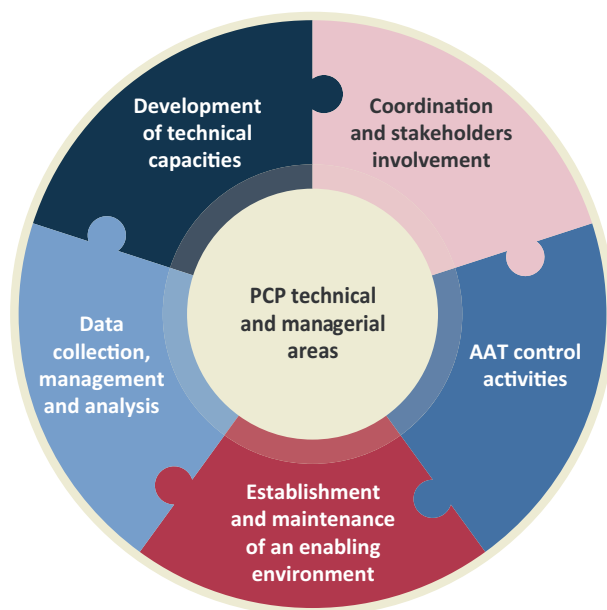 Development
of technical
capacities
Coordination
and stakeholders
involvement
PCP technical
and managerial
areas
Data
collection,
management
and analysis
AAT control
activities
Establishment
and maintenance
of an enabling
environment